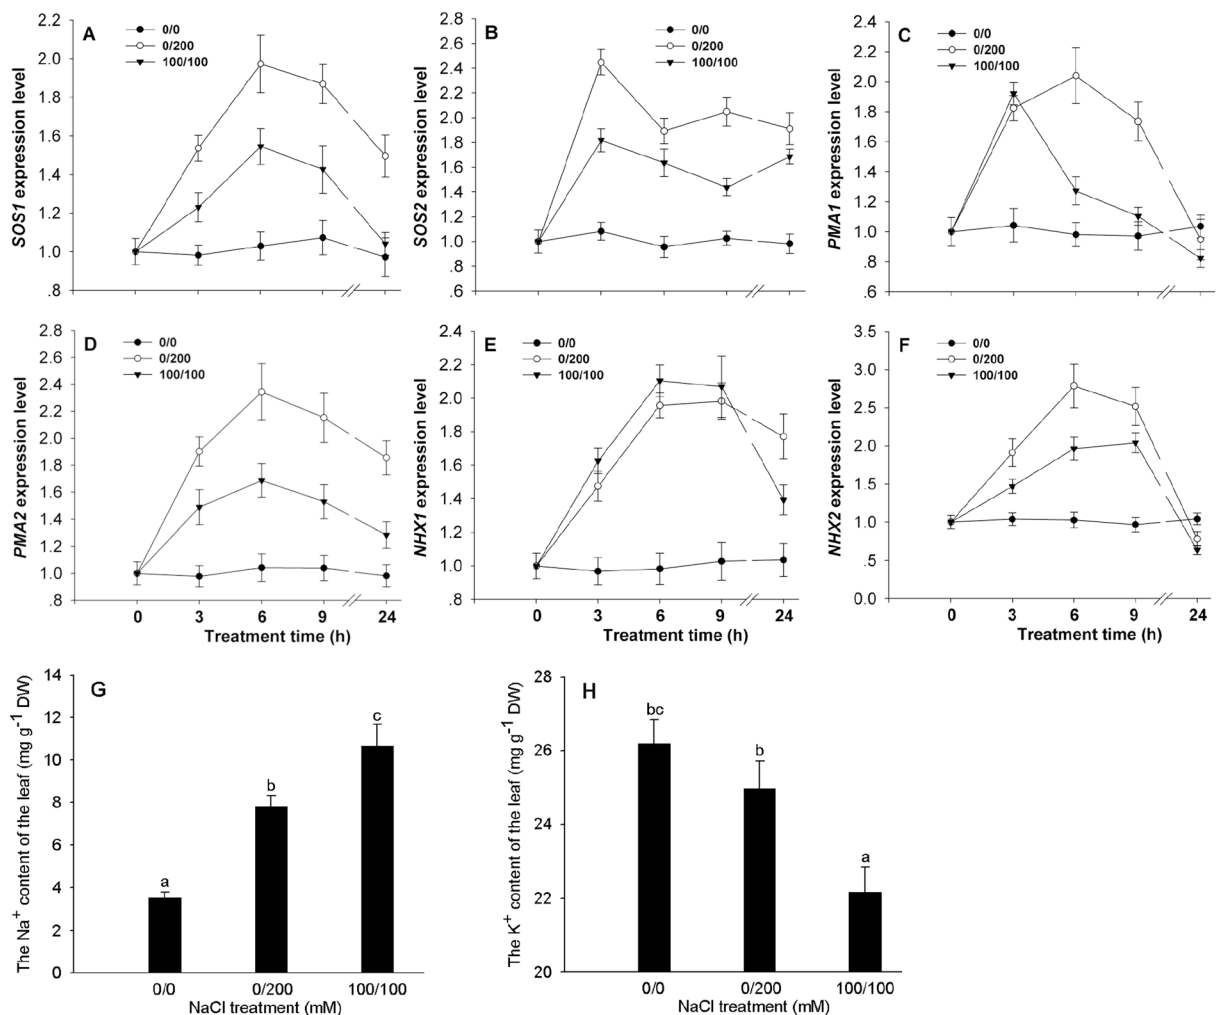 A
0/0
0/200
100/100
SOS1 expression level
2.2
2.0
1.8
1.6
1.4
1.2
1.0
.8
B
0/0
0/200
100/100
SOS2 expression level
2.8
2.6
2.4
2.2
2.0
1.8
1.6
1.4
1.2
1.0
.8
.6
C
0/0
0/200
100/100
PMA1 expression level
2.4
2.2
2.0
1.8
1.6
1.4
1.2
1.0
.8
.6
D
0/0
0/200
100/100
PMA2 expression level
2.8
2.6
2.4
2.2
2.0
1.8
1.6
1.4
1.2
1.0
.8
0 3 6 9 24
Treatment time (h)
E
0/0
0/200
100/100
NHX1 expression level
2.4
2.2
2.0
1.8
1.6
1.4
1.2
1.0
.8
0 3 6 9 24
Treatment time (h)
F
0/0
0/200
100/100
NHX2 expression level
3.5
3.0
2.5
2.0
1.5
1.0
.5
0.0
0 3 6 9 24
Treatment time (h)
G
The Na+ content of the leaf (mg g-1 DW)
14
12
10
8
6
4
2
0
a
b
c
0/0 0/200 100/100
NaCl treatment (mM)
H
The K+ content of the leaf (mg g-1 DW)
28
26
24
22
20
bc
b
a
0/0 0/200 100/100
NaCl treatment (mM)